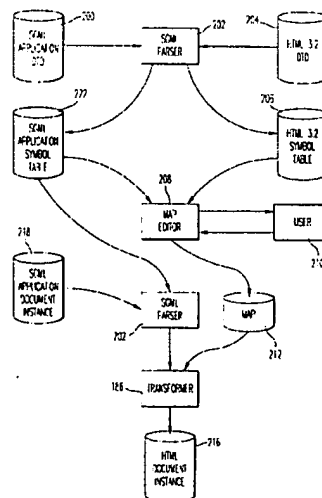 200
SGML
APPLICATION
DTD
202
SGML
PARSER
204
HTML 3.2
DTD
222
SGML
APPLICATION
SYMBOL
TABLE
206
HTML 3.2
SYMBOL
TABLE
208
MAP
EDITOR
USER
210
218
SGML
APPLICATION
DOCUMENT
INSTANCE
SGML
PARSER
202
MAP
212
186
TRANSFORMER
216
HTML
DOCUMENT
INSTANCE